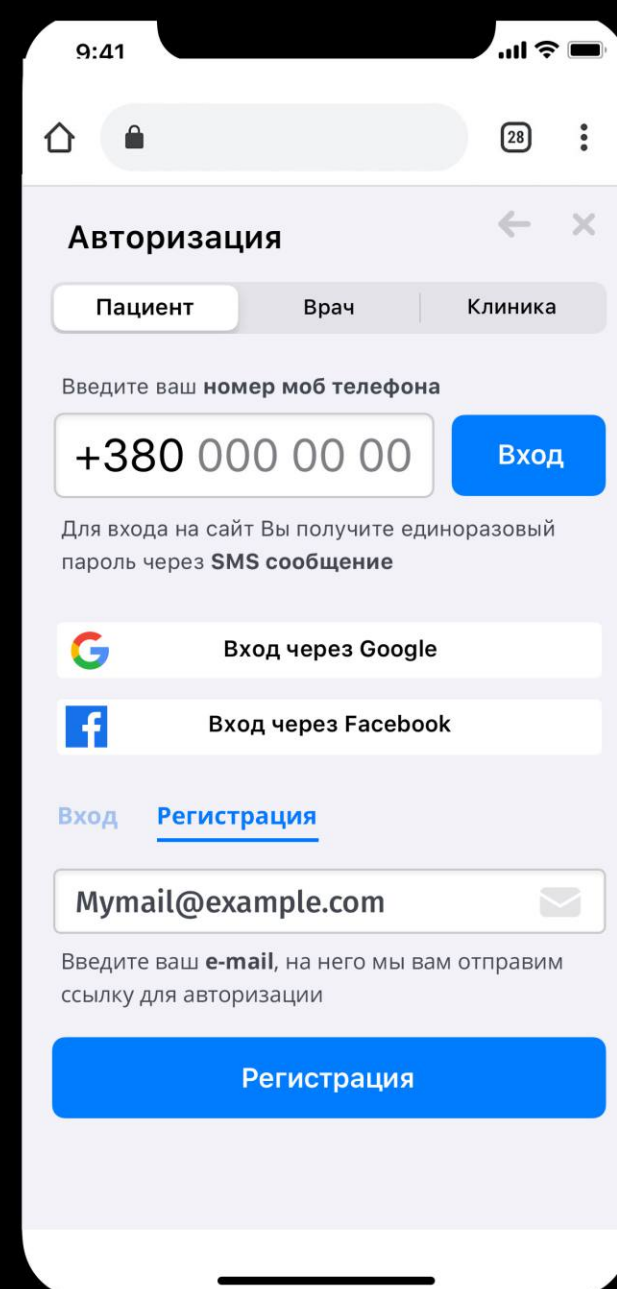 9:41
28
Авторизация
Пациент Врач Клиника
Введите ваш номер моб телефона
+380 000 00 00 Вход
Для входа на сайт Вы получите единоразовый
пароль через SMS сообщение
Вход через Google
Вход через Facebook
Вход Регистрация
Mymail@example.com
Введите ваш e-mail, на него мы вам отправим
ссылку для авторизации
Регистрация